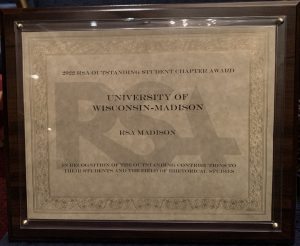 2022 RSA OUTSTANDING STUDENT CHAPTER AWARD
UNIVERSITY OF
WISCONSIN-MADISON
RSA
RSA MADISON
IN RECOGNITION OF THE OUTSTANDING CONTRIBUTIONS TO
THEIR STUDENTS AND THE FIELD OF RHETORICAL STUDIES